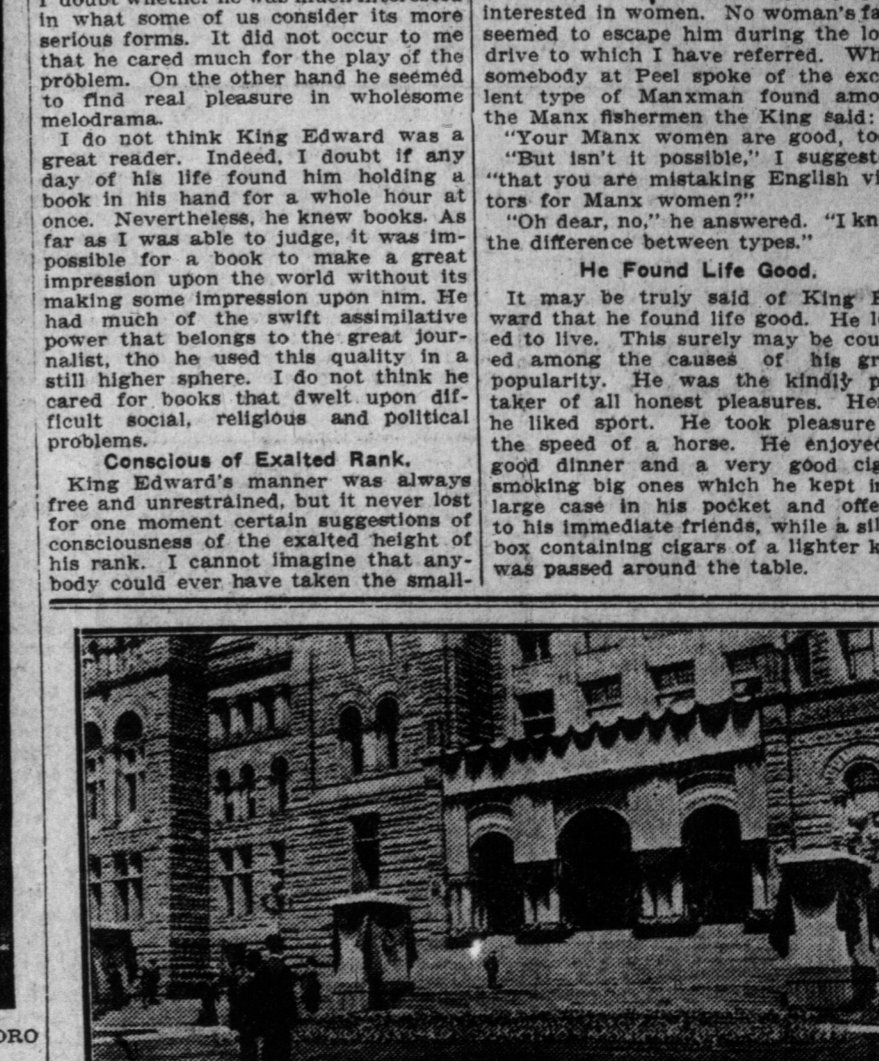 in what some of us consider its more
serious forms. It did not occur to me
that he cared much for the play of the
problem. On the other hand he seemed
to find real pleasure in wholesome
melodrama.
I do not think King Edward was a
great reader. Indeed, I doubt if any
day of his life found him holding a
book in his hand for a whole hour at
once. Nevertheless, he knew books. As
far as I was able to judge, it was im-
possible for a book to make a great
impression upon the world without its
making some impression upon him. He
had much of the swift assimilative
power that belongs to the great jour-
nalist, tho he used this quality in a
still higher sphere. I do not think he
cared for books that dwelt upon dif-
ficult social, religious and political
problems.
Conscious of Exalted Rank.
King Edward's manner was always
free and unrestrained, but it never lost
for one moment certain suggestions of
consciousness of the exalted height of
his rank. I cannot imagine that any-
body could ever have taken the small-
interested in women. No woman's fa
seemed to escape him during the lo
drive to which I have referred. Wh
somebody at Peel spoke of the exc
lent type of Manxman found amo
the Manx fishermen the King said:
"Your Manx women are good, to
"But isn't it possible," I suggest
"that you are mistaking English vi
tors for Manx women?"
"Oh dear, no," he answered. "I kn
the difference between types."
He Found Life Good.
It may be truly said of King E
ward that he found life good. He l
ed to live. This surely may be cou
ed among the causes of his gr
popularity. He was the kindly p
taker of all honest pleasures. He
he liked sport. He took pleasure
the speed of a horse. He enjoyed
good dinner and a very good cig
smoking big ones which he kept in
large case in his pocket and offe
to his immediate friends, while a sil
box containing cigars of a lighter k
was passed around the table.
ORO